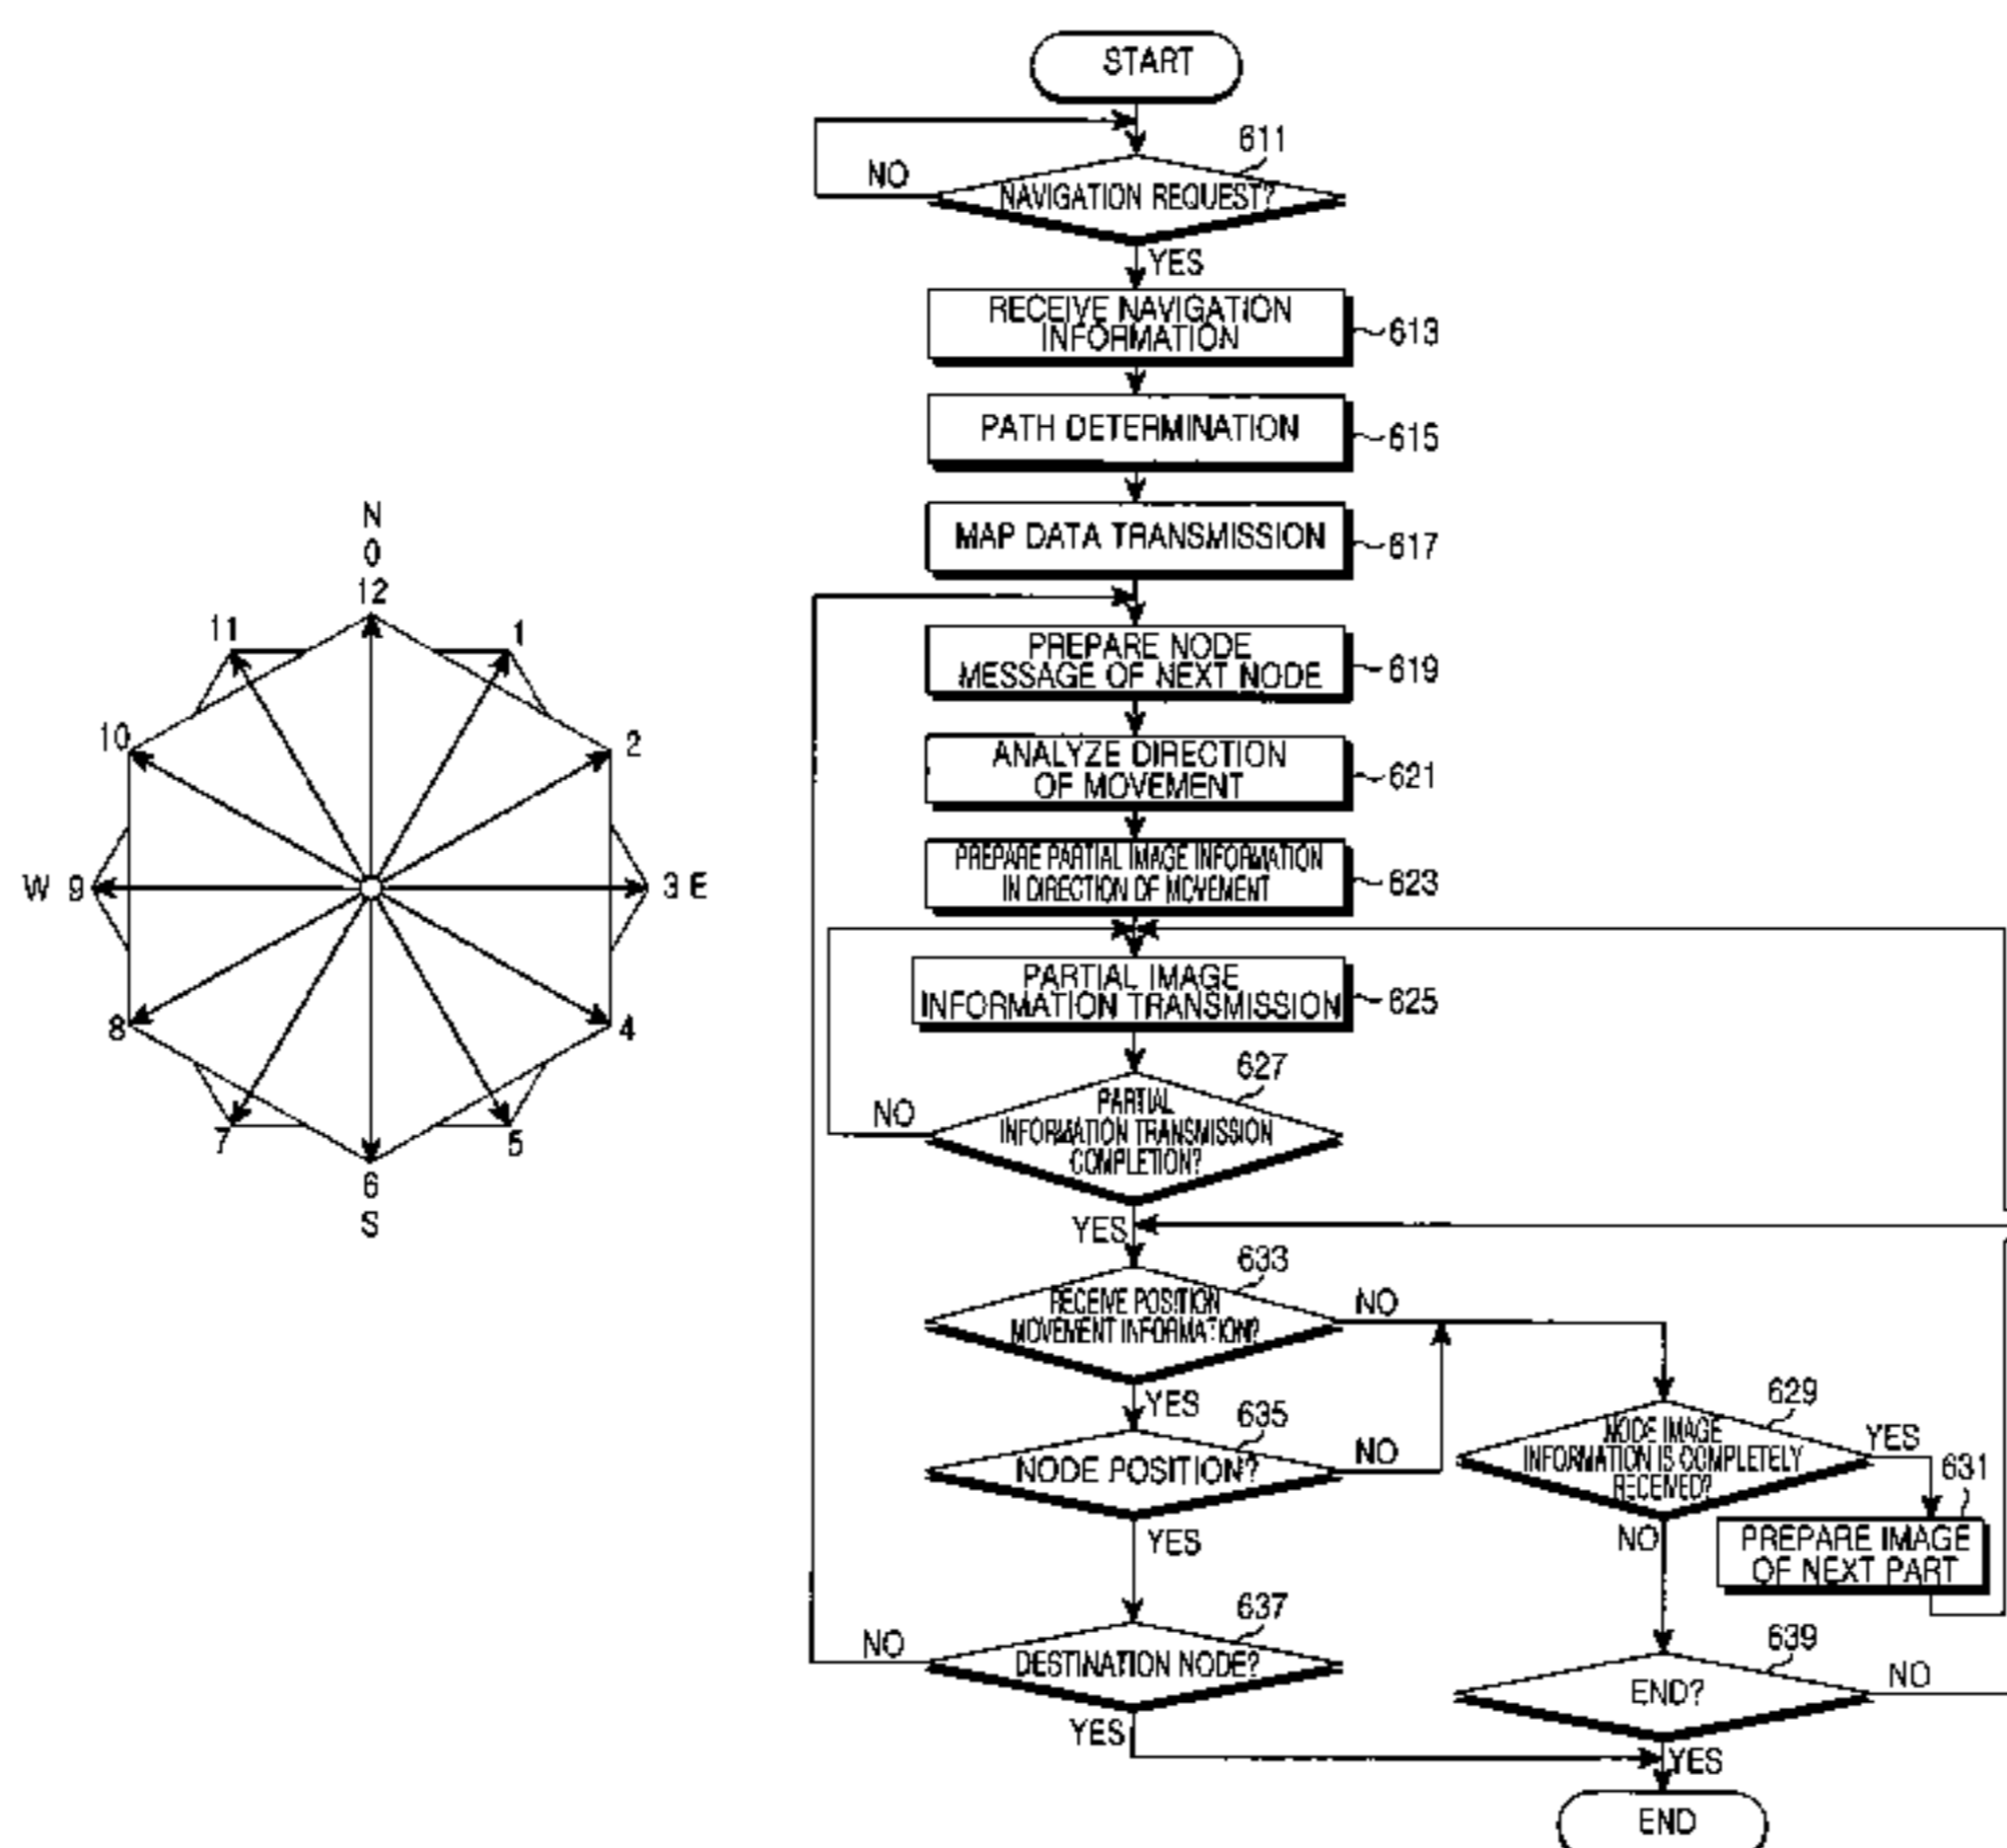 N
0
12
11
1
10
2
W 9
3 E
8
4
7
5
6
S
START
611
NO
NAVIGATION REQUEST?
YES
RECEIVE NAVIGATION
INFORMATION
613
PATH DETERMINATION
615
MAP DATA TRANSMISSION
617
PREPARE NODE
MESSAGE OF NEXT NODE
619
ANALYZE DIRECTION
OF MOVEMENT
621
PREPARE PARTIAL IMAGE INFORMATION
IN DIRECTION OF MOVEMENT
623
PARTIAL IMAGE
INFORMATION TRANSMISSION
625
627
NO
PARTIAL
INFORMATION TRANSMISSION
COMPLETION?
YES
633
RECEIVE POSITION
MOVEMENT INFORMATION?
NO
YES
635
NODE POSITION?
NO
YES
629
NODE IMAGE
INFORMATION IS COMPLETELY
RECEIVED?
YES
631
NO
PREPARE IMAGE
OF NEXT PART
637
NO
DESTINATION NODE?
YES
639
END?
NO
YES
END